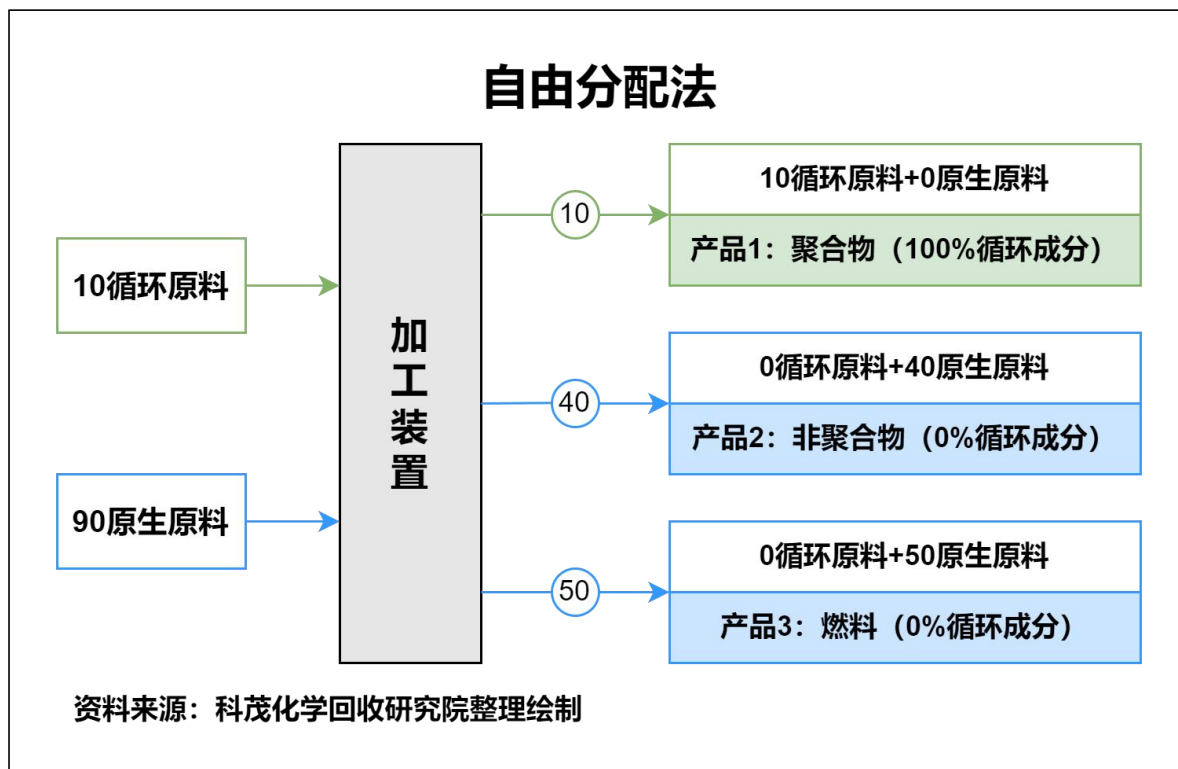 自由分配法
10循环原料
90原生原料
加
工
装
置
10
10循环原料+0原生原料
产品1：聚合物（100%循环成分）
40
0循环原料+40原生原料
产品2：非聚合物（0%循环成分）
50
0循环原料+50原生原料
产品3：燃料（0%循环成分）
资料来源：科茂化学回收研究院整理绘制